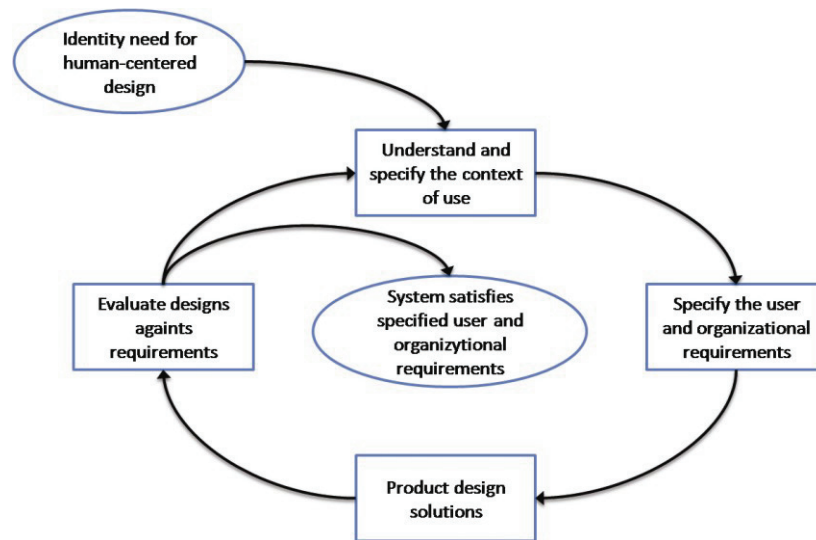 Identity need for
human-centered
design
Understand and
specify the context
of use
Evaluate designs
againts
requirements
System satisfies
specified user and
organizytional
requirements
Specify the user
and organizational
requirements
Product design
solutions